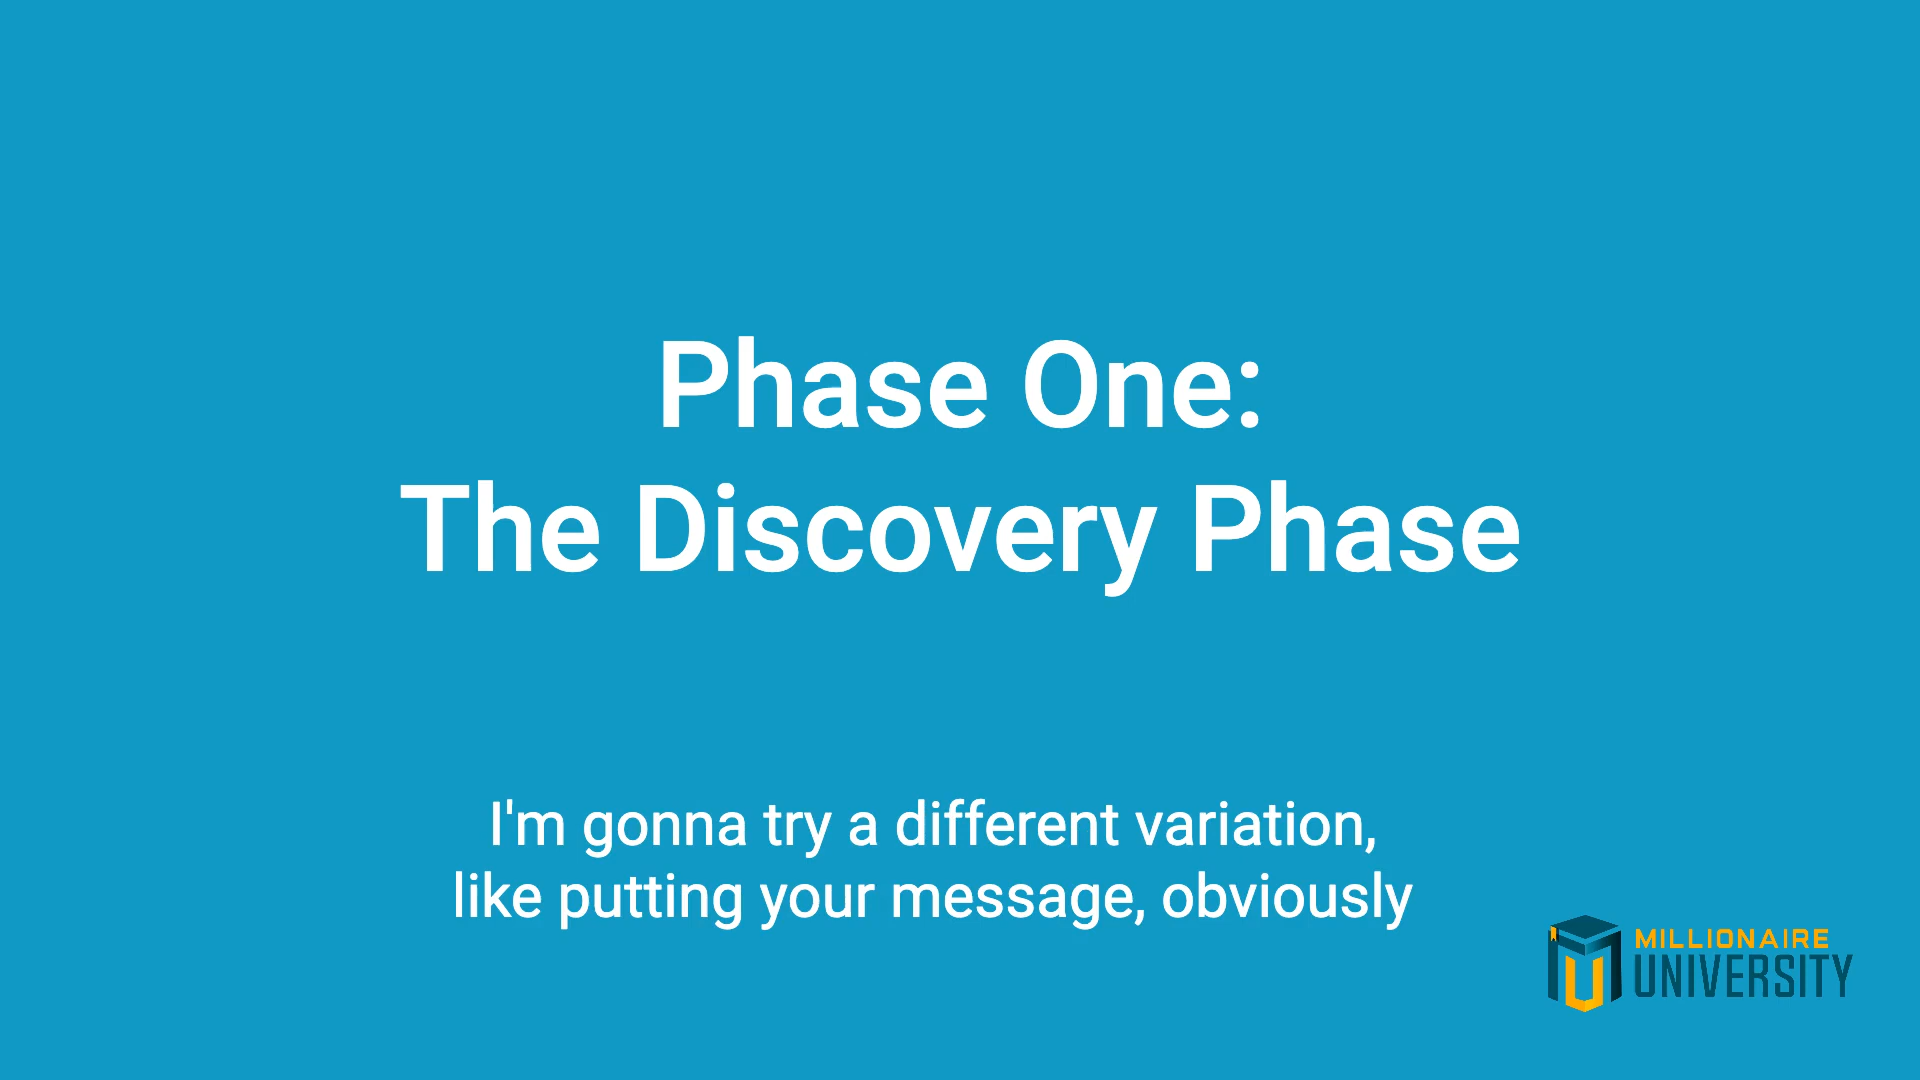 Phase One:
The Discovery Phase
I'm gonna try a different variation,
like putting your message, obviously
MILLIONAIRE
UNIVERSITY